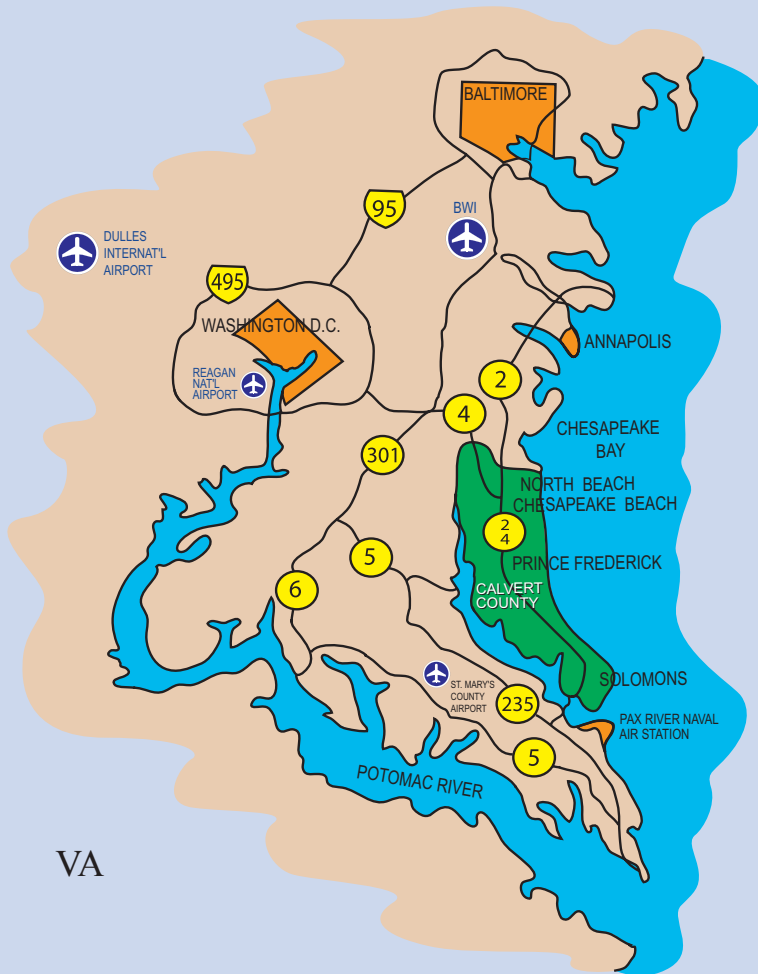 BALTIMORE
95
BWI
DULLES
INTERNAT'L
AIRPORT
495
WASHINGTON D.C.
ANNAPOLIS
REAGAN
NAT'L
AIRPORT
2
4
CHESAPEAKE
BAY
301
NORTH BEACH
CHESAPEAKE BEACH
2
4
5
PRINCE FREDERICK
6
CALVERT
COUNTY
ST. MARY'S
COUNTY
AIRPORT
SOLOMONS
235
PAX RIVER NAVAL
AIR STATION
5
POTOMAC RIVER
VA